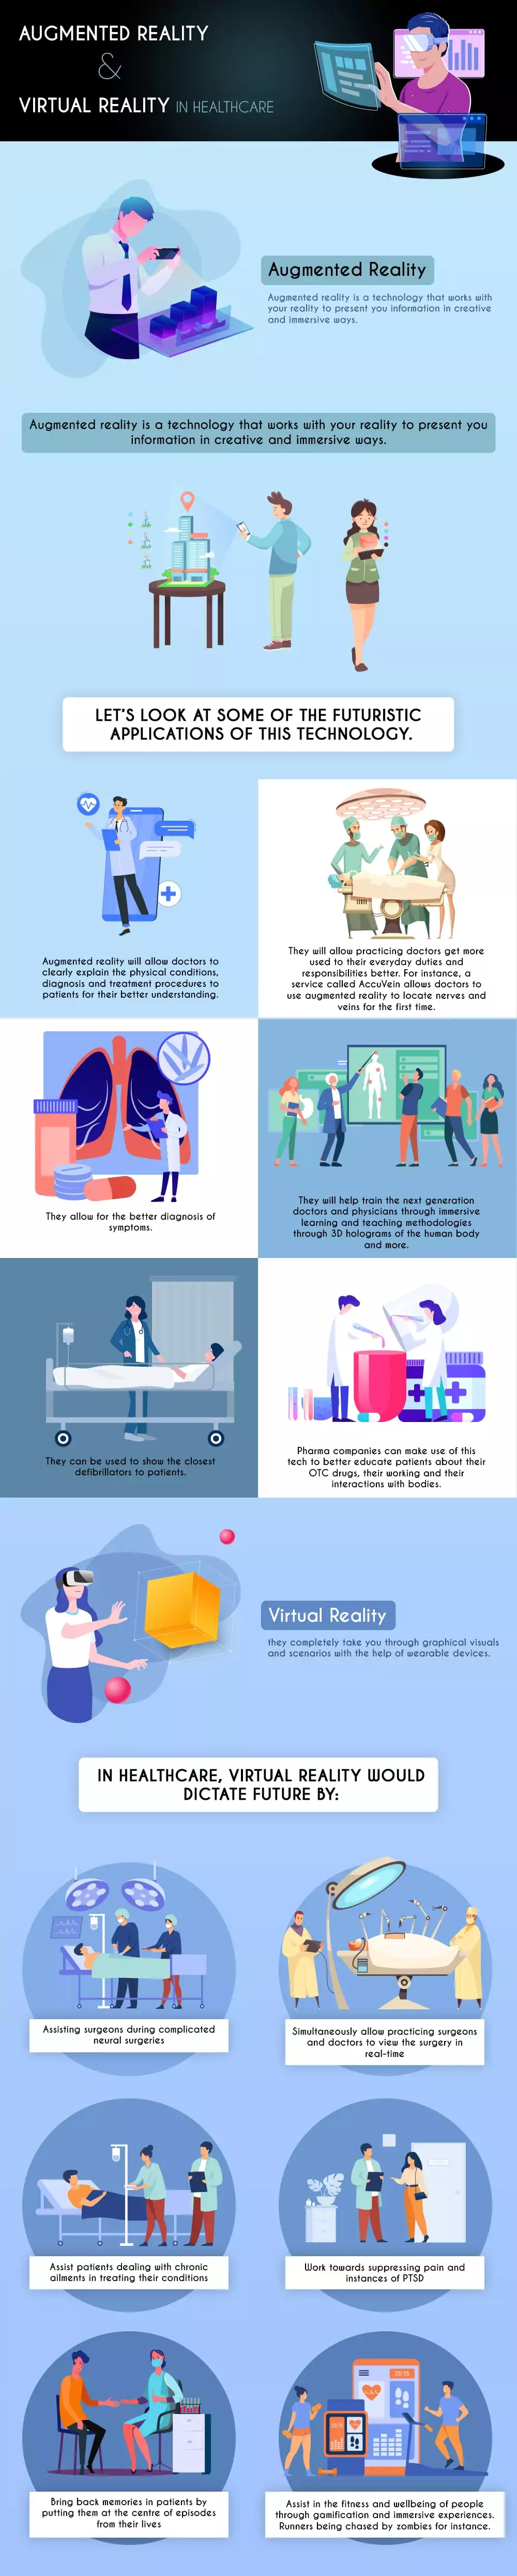 AUGMENTED REALITY
&
VIRTUAL REALITY IN HEALTHCARE
Augmented Reality
Augmented reality is a technology that works with
your reality to present you information in creative
and immersive ways.
Augmented reality is a technology that works with your reality to present you
information in creative and immersive ways.
LET'S LOOK AT SOME OF THE FUTURISTIC
APPLICATIONS OF THIS TECHNOLOGY.
Augmented reality will allow doctors to
clearly explain the physical conditions,
diagnosis and treatment procedures to
patients for their better understanding.
They will allow practicing doctors get more
used to their everyday duties and
responsibilities better. For instance, a
service called AccuVein allows doctors to
use augmented reality to locate nerves and
veins for the first time.
They allow for the better diagnosis of
symptoms.
They will help train the next generation
doctors and physicians through immersive
learning and teaching methodologies
through 3D holograms of the human body
and more.
They can be used to show the closest
defibrillators to patients.
Pharma companies can make use of this
tech to better educate patients about their
OTC drugs, their working and their
interactions with bodies.
Virtual Reality
they completely take you through graphical visuals
and scenarios with the help of wearable devices.
IN HEALTHCARE, VIRTUAL REALITY WOULD
DICTATE FUTURE BY:
Assisting surgeons during complicated
neural surgeries
Simultaneously allow practicing surgeons
and doctors to view the surgery in
real-time
Assist patients dealing with chronic
ailments in treating their conditions
Work towards suppressing pain and
instances of PTSD
20:15
Bring back memories in patients by
putting them at the centre of episodes
from their lives
Assist in the fitness and wellbeing of people
through gamification and immersive experiences.
Runners being chased by zombies for instance.